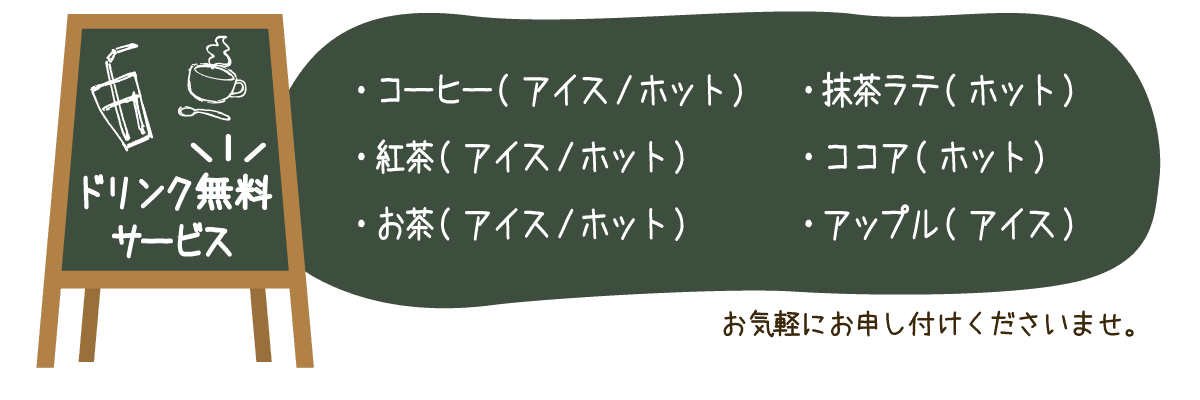 ドリンク無料
サービス
・コーヒー(アイス/ホット)
・紅茶(アイス/ホット)
・お茶(アイス/ホット)
・抹茶ラテ(ホット)
・ココア(ホット)
・アップル(アイス)
お気軽にお申し付けくださいませ。